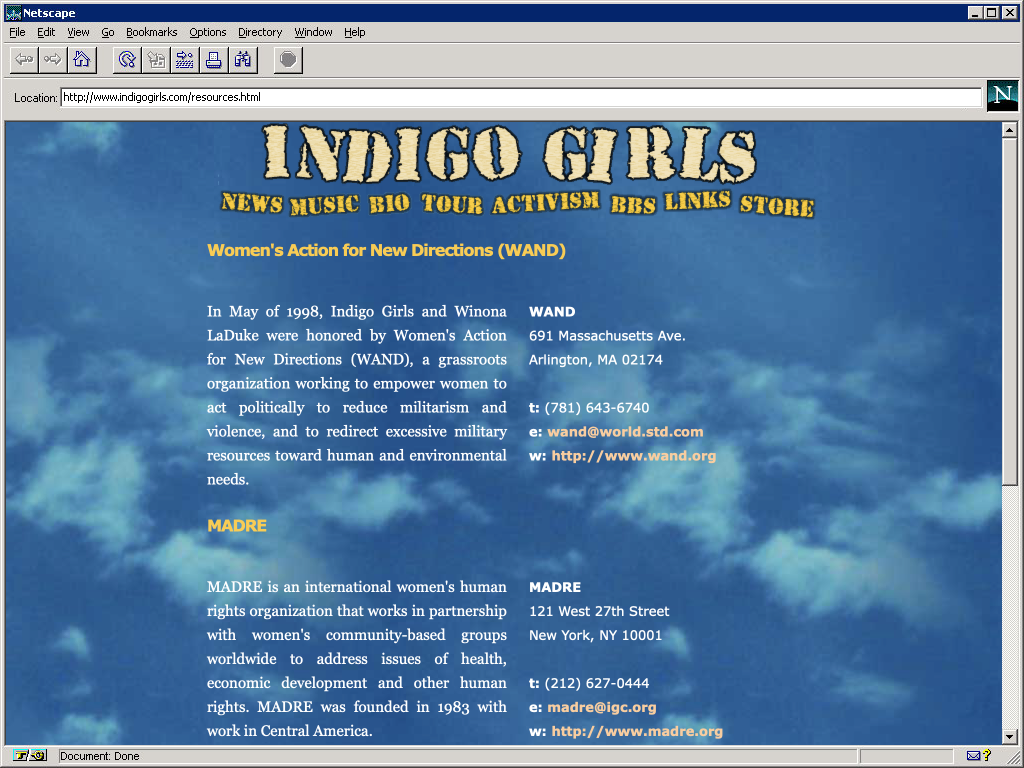 Netscape
File Edit View Go Bookmarks Options Directory Window Help
Location: http://www.indigogirls.com/resources.html
N
INDIGO GIRLS
NEWS MUSIC BIO TOUR ACTIVISM BBS LINKS STORE
Women's Action for New Directions (WAND)
In May of 1998, Indigo Girls and Winona
LaDuke were honored by Women's Action
for New Directions (WAND), a grassroots
organization working to empower women to
act politically to reduce militarism and
violence, and to redirect excessive military
resources toward human and environmental
needs.
WAND
691 Massachusetts Ave.
Arlington, MA 02174
t: (781) 643-6740
e: wand@world.std.com
w: http://www.wand.org
MADRE
MADRE is an international women's human
rights organization that works in partnership
with women's community-based groups
worldwide to address issues of health,
economic development and other human
rights. MADRE was founded in 1983 with
work in Central America.
MADRE
121 West 27th Street
New York, NY 10001
t: (212) 627-0444
e: madre@igc.org
w: http://www.madre.org
Document: Done
?